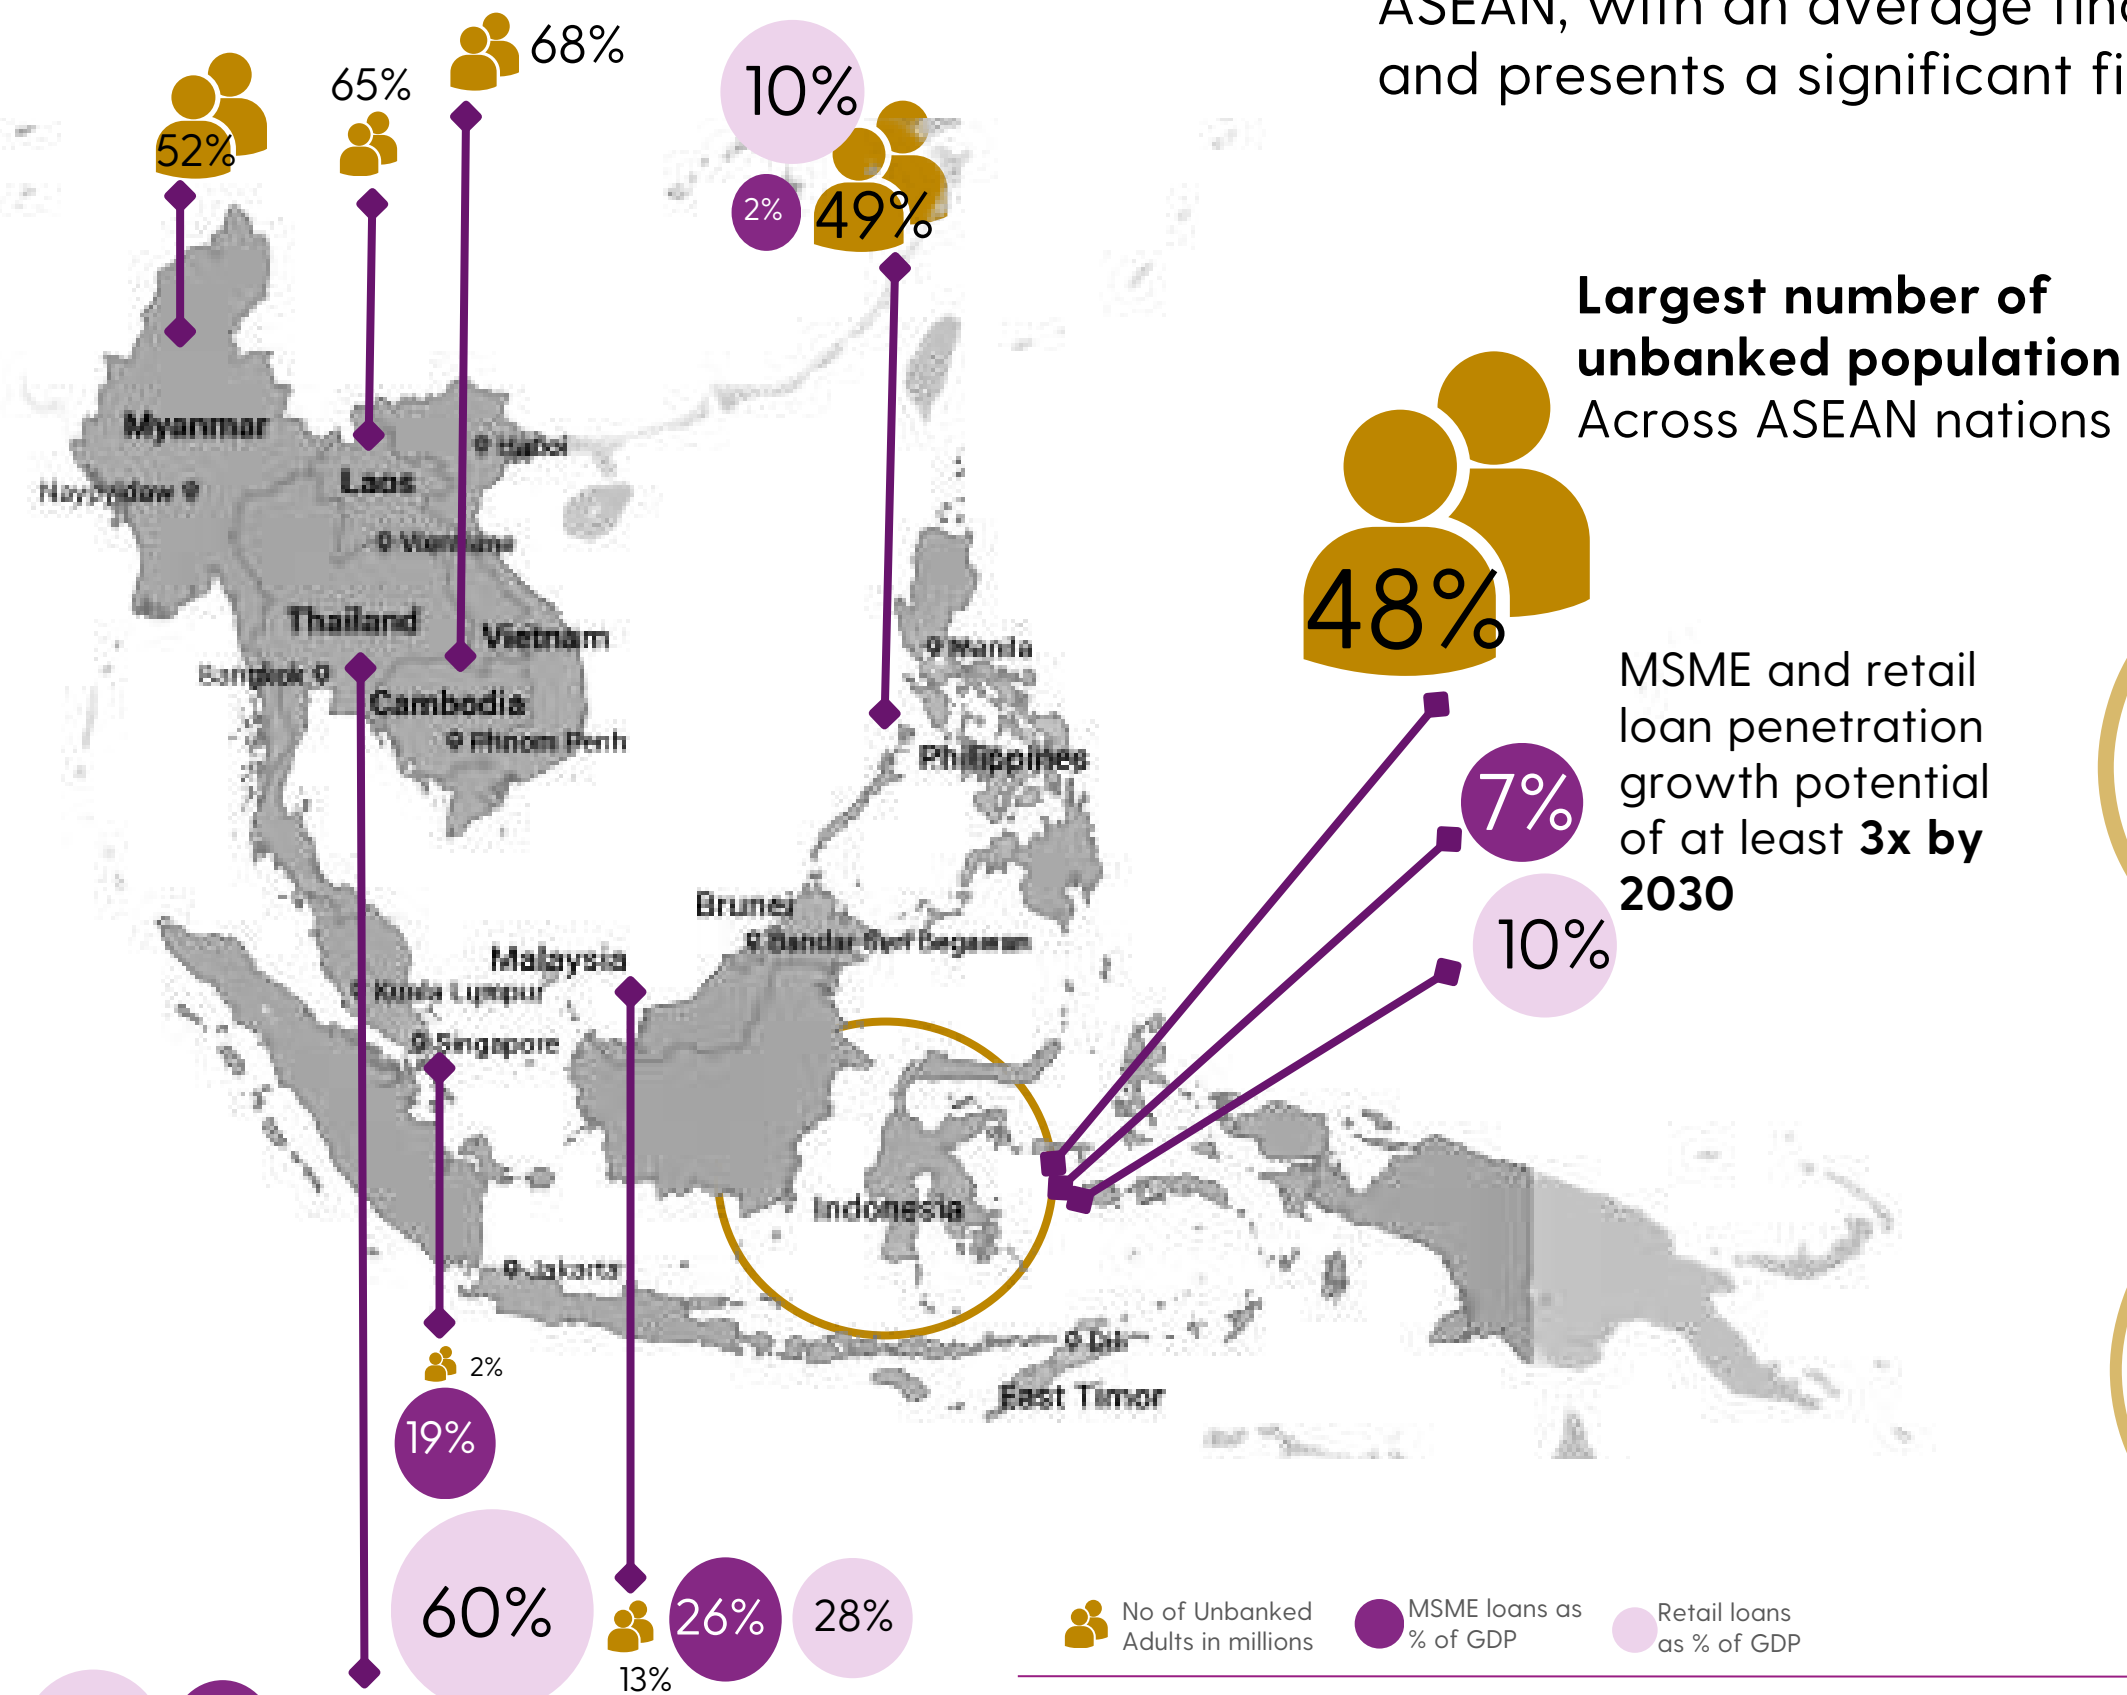 ASEAN, with an average
and presents a significant
68%
65%
52%
10%
2%
49%
Largest number of
unbanked population
Across ASEAN nations
Myanmar
Hanoi
Laos
Naypyidaw
Vientiane
48%
Thailand
Vietnam
Manila
Bangkok
Cambodia
Phnom Penh
MSME and retail
loan penetration
growth potential
of at least 3x by
2030
Philippines
7%
10%
Brunei
Bandar Seri Begawan
Malaysia
Kuala Lumpur
Singapore
Indonesia
Jakarta
Dili
East Timor
2%
19%
60%
26%
28%
13%
No of Unbanked
Adults in millions
MSME loans as
% of GDP
Retail loans
as % of GDP